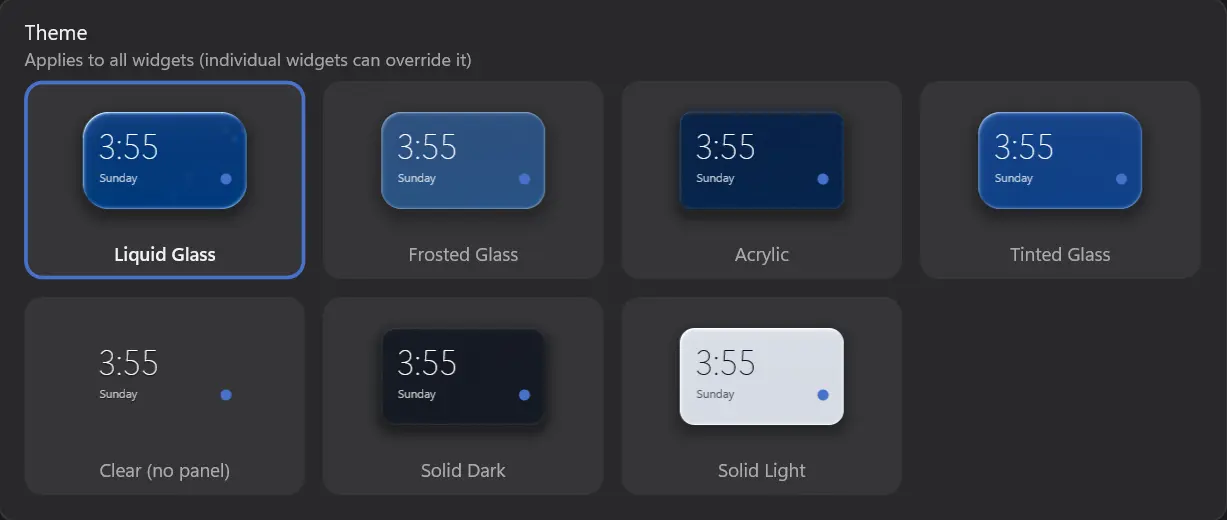 Theme
Applies to all widgets (individual widgets can override it)
3:55
Sunday
Liquid Glass
3:55
Sunday
Frosted Glass
3:55
Sunday
Acrylic
3:55
Sunday
Tinted Glass
3:55
Sunday
Clear (no panel)
3:55
Sunday
Solid Dark
3:55
Sunday
Solid Light